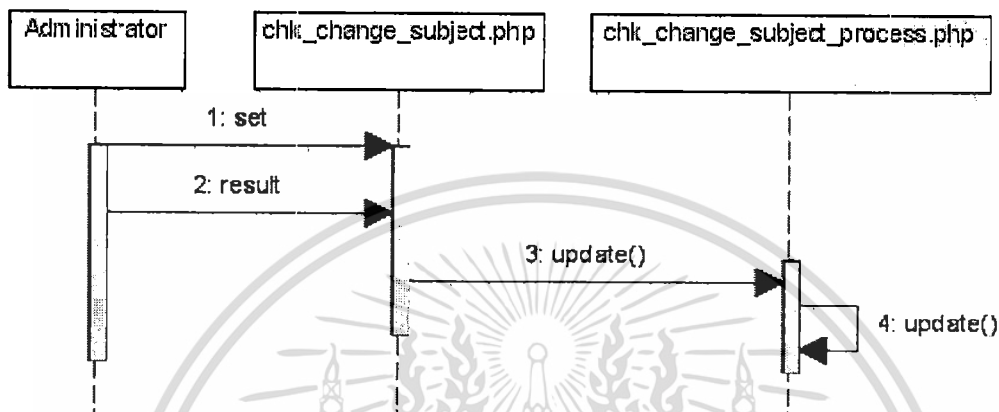 Administrator
chk_change_subject.php
chk_change_subject_process.php
1: set
2: result
3: update()
4: update()